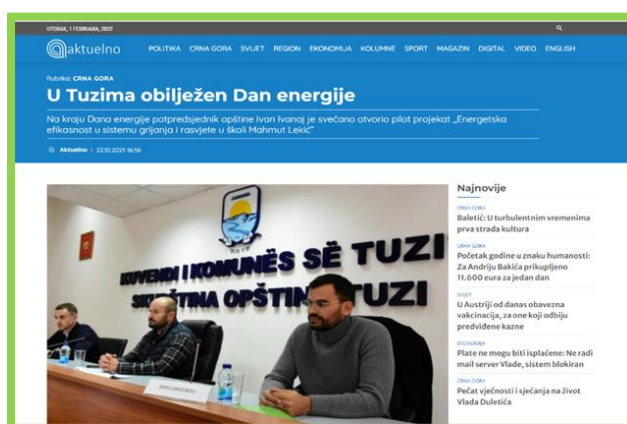 UTORAK, 1 FEBRUARA, 2022
@aktuelno
POLITIKA CRNA GORA SVIJET REGION EKONOMIJA KOLUMNE SPORT MAGAZIN DIGITAL VIDEO ENGLISH
Rubrika: CRNA GORA
U Tuzima obilježen Dan energije
Na kraju Dana energije potpredsjednik opštine Ivan Ivanaj je svečano otvorio pilot projekat „Energetska
efikasnost u sistemu grijanja i rasvjete u školi Mahmut Lekić“
Aktuelno | 22.10.2021 16:56
KUVENDI I KOMUNËS SË TUZI
SKUPŠTINA OPŠTINE TUZI
Najnovije
CRNA GORA
Baletić: U turbulentnim vremenima
prva strada kultura
CRNA GORA
Početak godine u znaku humanosti:
Za Andriju Bakića prikupljeno
11.600 eura za jedan dan
SVIJET
U Austriji od danas obavezna
vakcinacija, za one koji odbiju
predviđene kazne
EKONOMIJA
Plate ne mogu biti isplaćene: Ne radi
mail server Vlade, sistem blokiran
CRNA GORA
Pečat vječnosti i sjećanja na život
Vlada Duletića